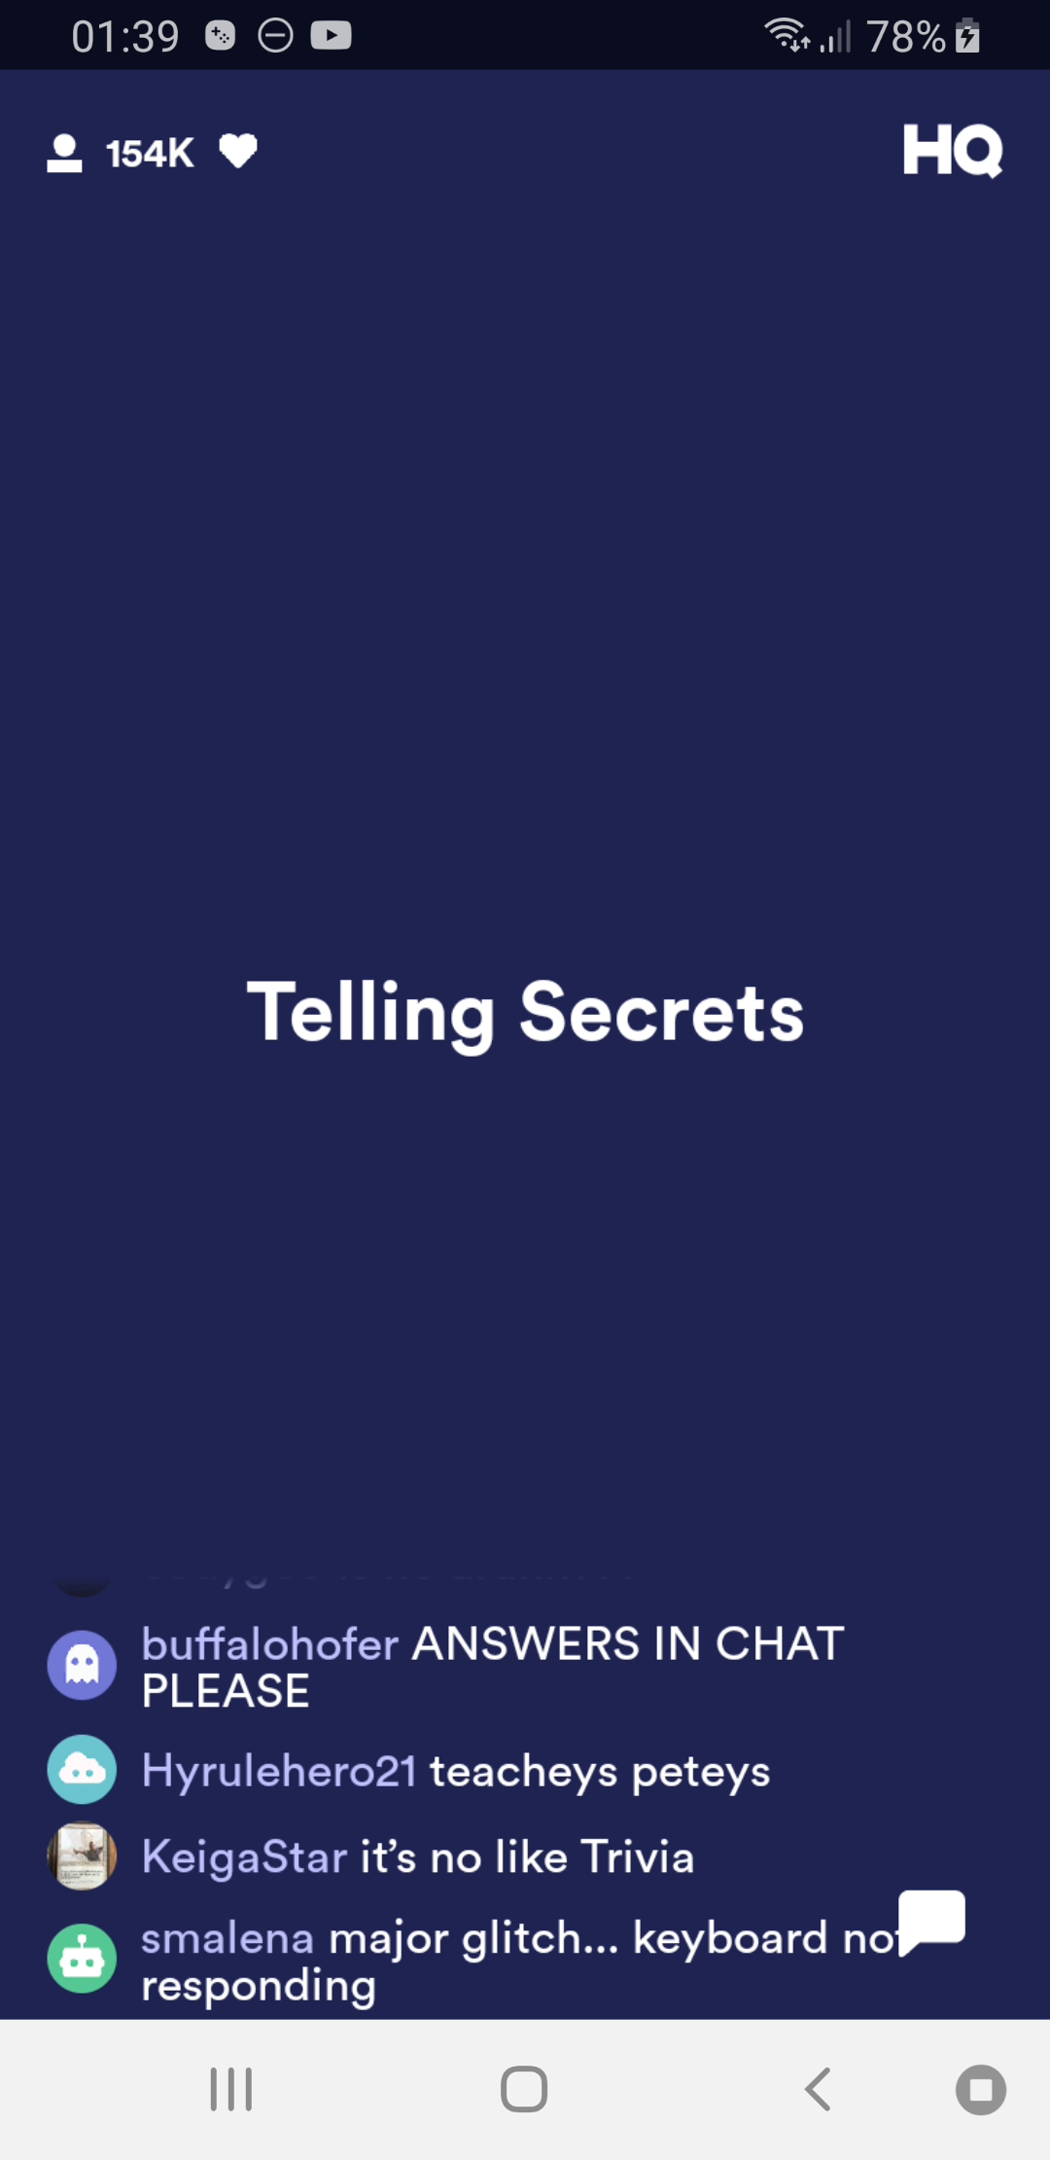 01:39 78%
154K HQ
Telling Secrets
buffalohofer ANSWERS IN CHAT
PLEASE
Hyrulehero21 teacheys peteys
KeigaStar it’s no like Trivia
smalena major glitch... keyboard not
responding